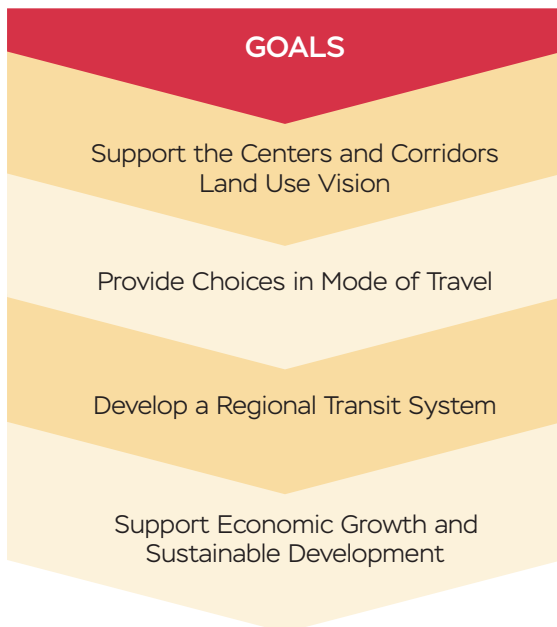 GOALS
Support the Centers and Corridors
Land Use Vision
Provide Choices in Mode of Travel
Develop a Regional Transit System
Support Economic Growth and
Sustainable Development